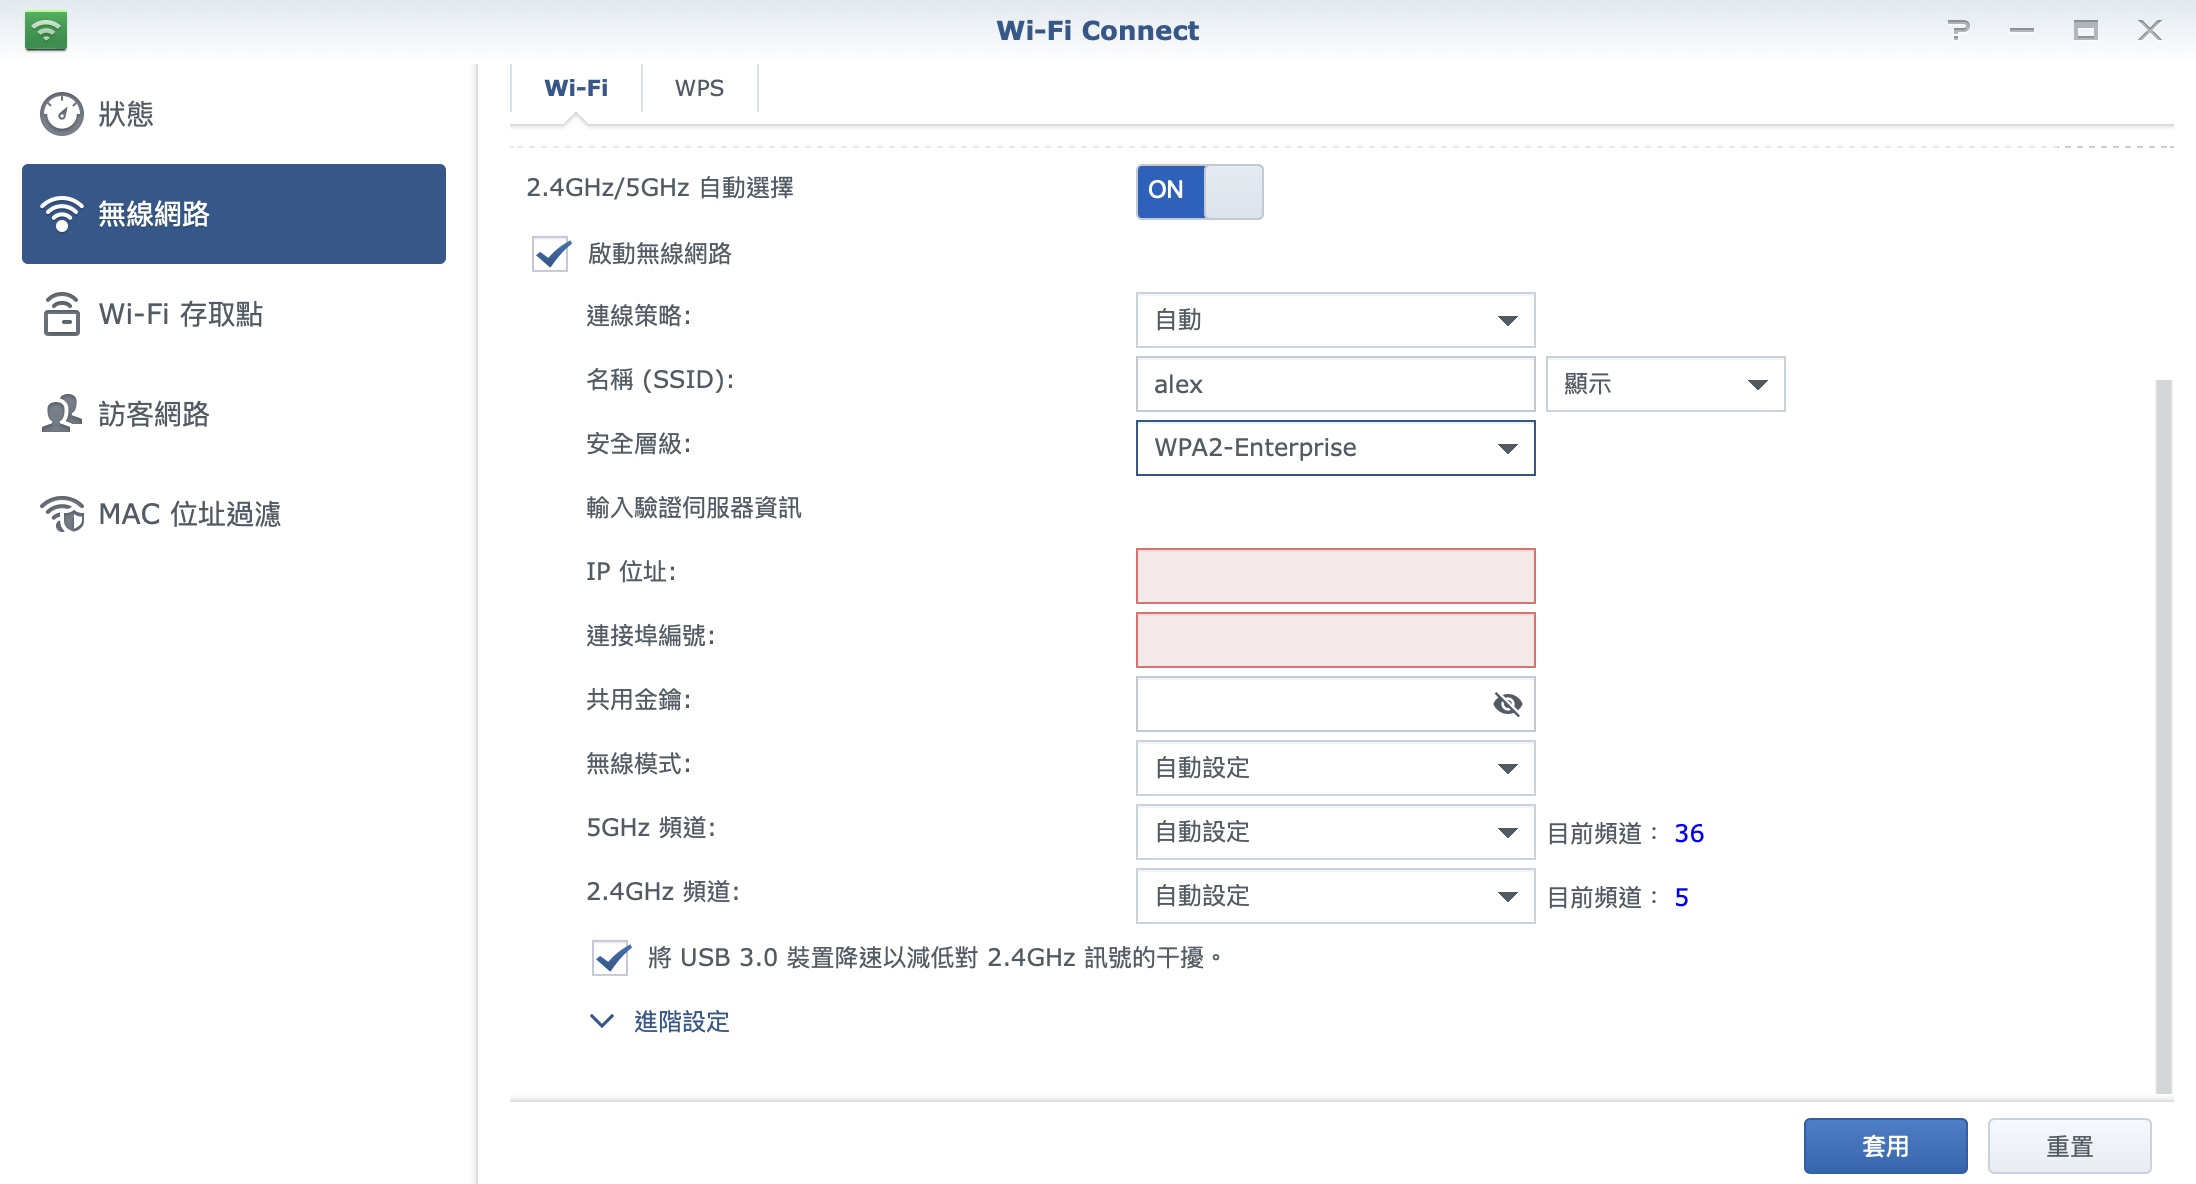 Wi-Fi Connect
狀態
無線網路
Wi-Fi 存取點
訪客網路
MAC 位址過濾
Wi-Fi
WPS
2.4GHz/5GHz 自動選擇
ON
啟動無線網路
連線策略:
自動
名稱 (SSID):
alex
顯示
安全層級:
WPA2-Enterprise
輸入驗證伺服器資訊
IP 位址:
連接埠編號:
共用金鑰:
無線模式:
自動設定
5GHz 頻道:
自動設定
目前頻道： 36
2.4GHz 頻道:
自動設定
目前頻道： 5
將 USB 3.0 裝置降速以減低對 2.4GHz 訊號的干擾。
進階設定
套用
重置